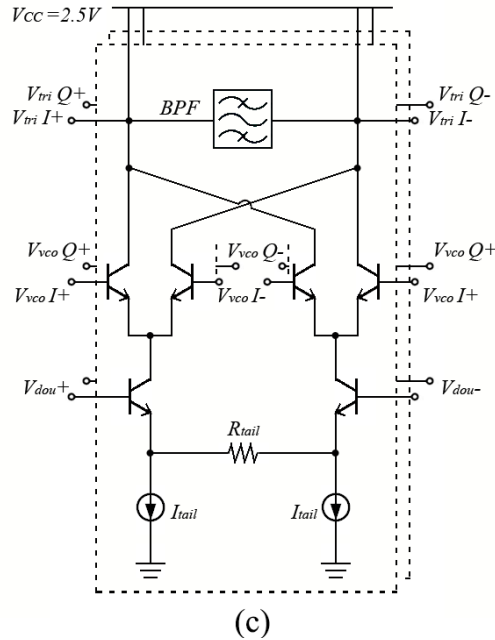 VCC =2.5V
Vtri Q+ Vtri Q-
Vtri I+ BPF Vtri I-
Vvco Q+ Vvco Q- Vvco Q+
Vvco I+ Vvco I- Vvco I+
Vdou+ Vdou-
Rtail
Itail Itail
(c)